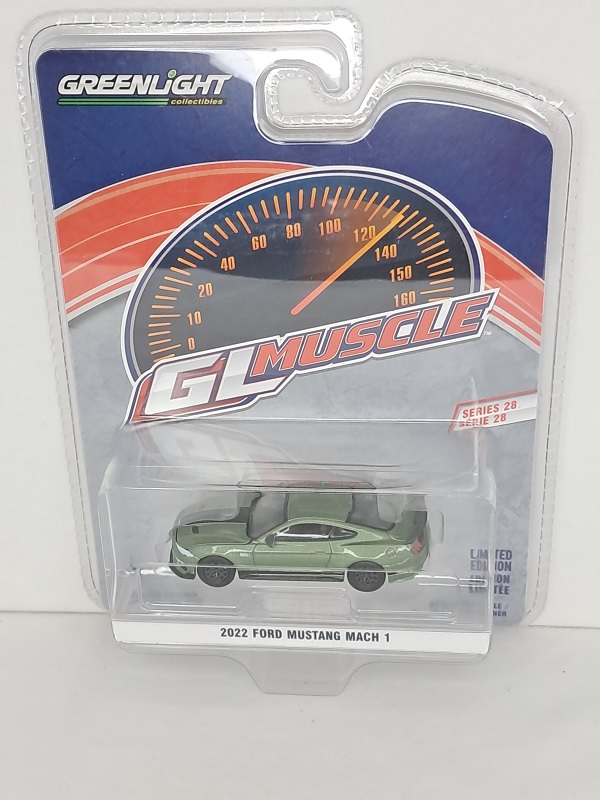 GREENLIGHT
collectibles
0
10
20
40
60
80
100
120
140
150
160
GL MUSCLE
SERIES 28
SÉRIE 28
LIMITED
EDITION
ÉDITION
LIMITÉE
2022 FORD MUSTANG MACH 1